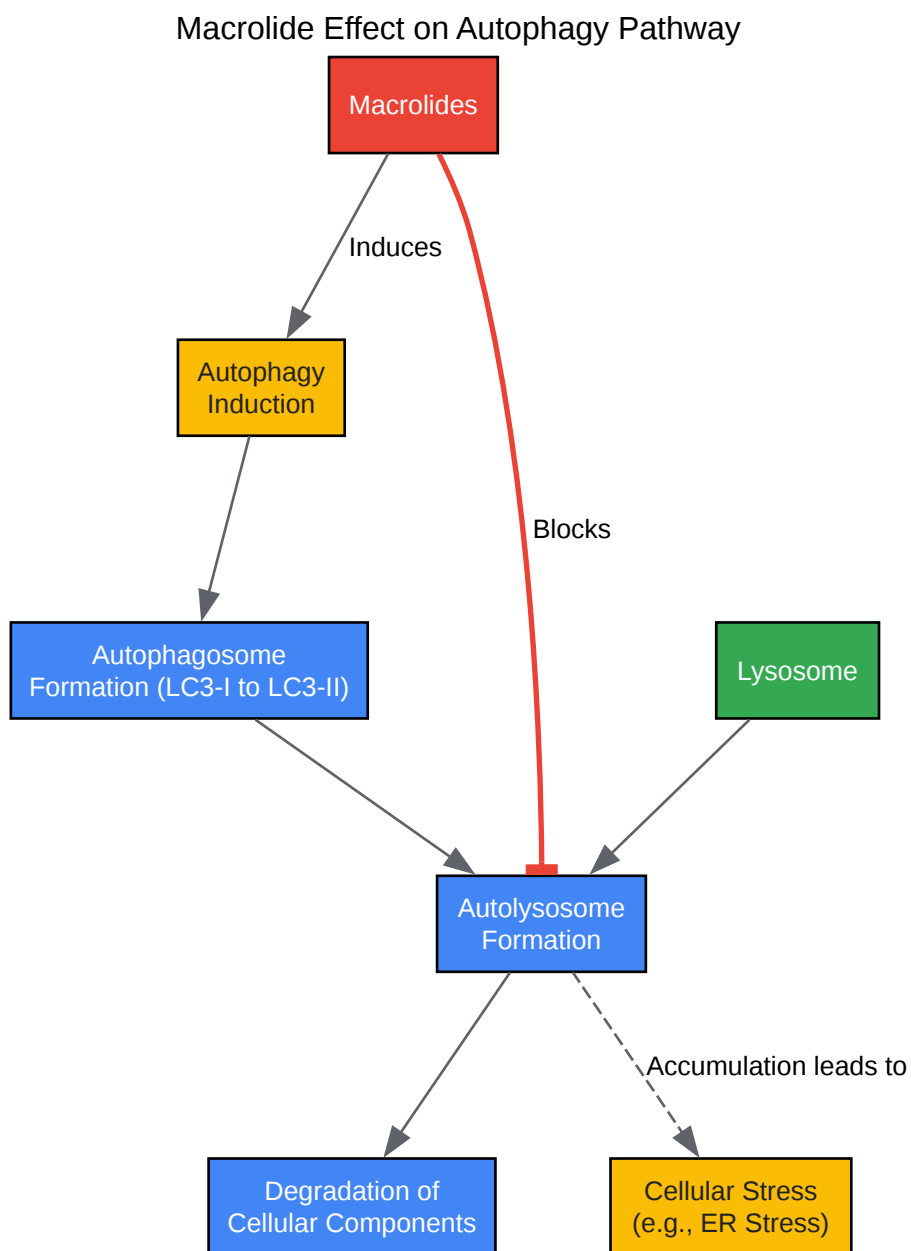 Macrolide Effect on Autophagy Pathway
Macrolides
Induces
Autophagy
Induction
Blocks
Autophagosome
Formation (LC3-I to LC3-II)
Lysosome
Autolysosome
Formation
Accumulation leads to
Degradation of
Cellular Components
Cellular Stress
(e.g., ER Stress)